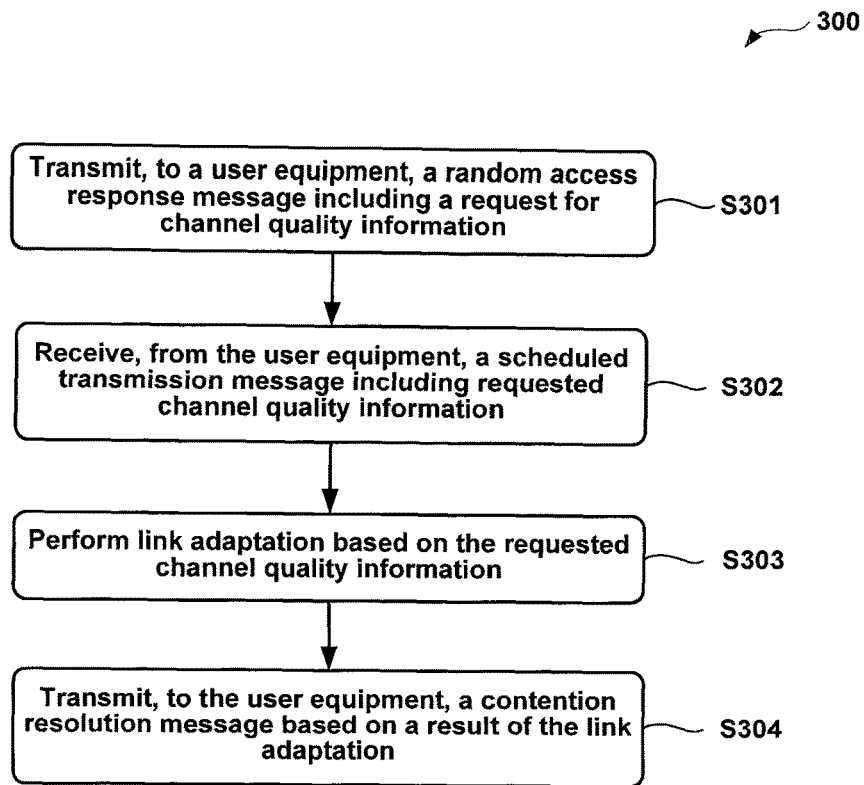 300
Transmit, to a user equipment, a random access
response message including a request for
channel quality information
S301
Receive, from the user equipment, a scheduled
transmission message including requested
channel quality information
S302
Perform link adaptation based on the requested
channel quality information
S303
Transmit, to the user equipment, a contention
resolution message based on a result of the link
adaptation
S304